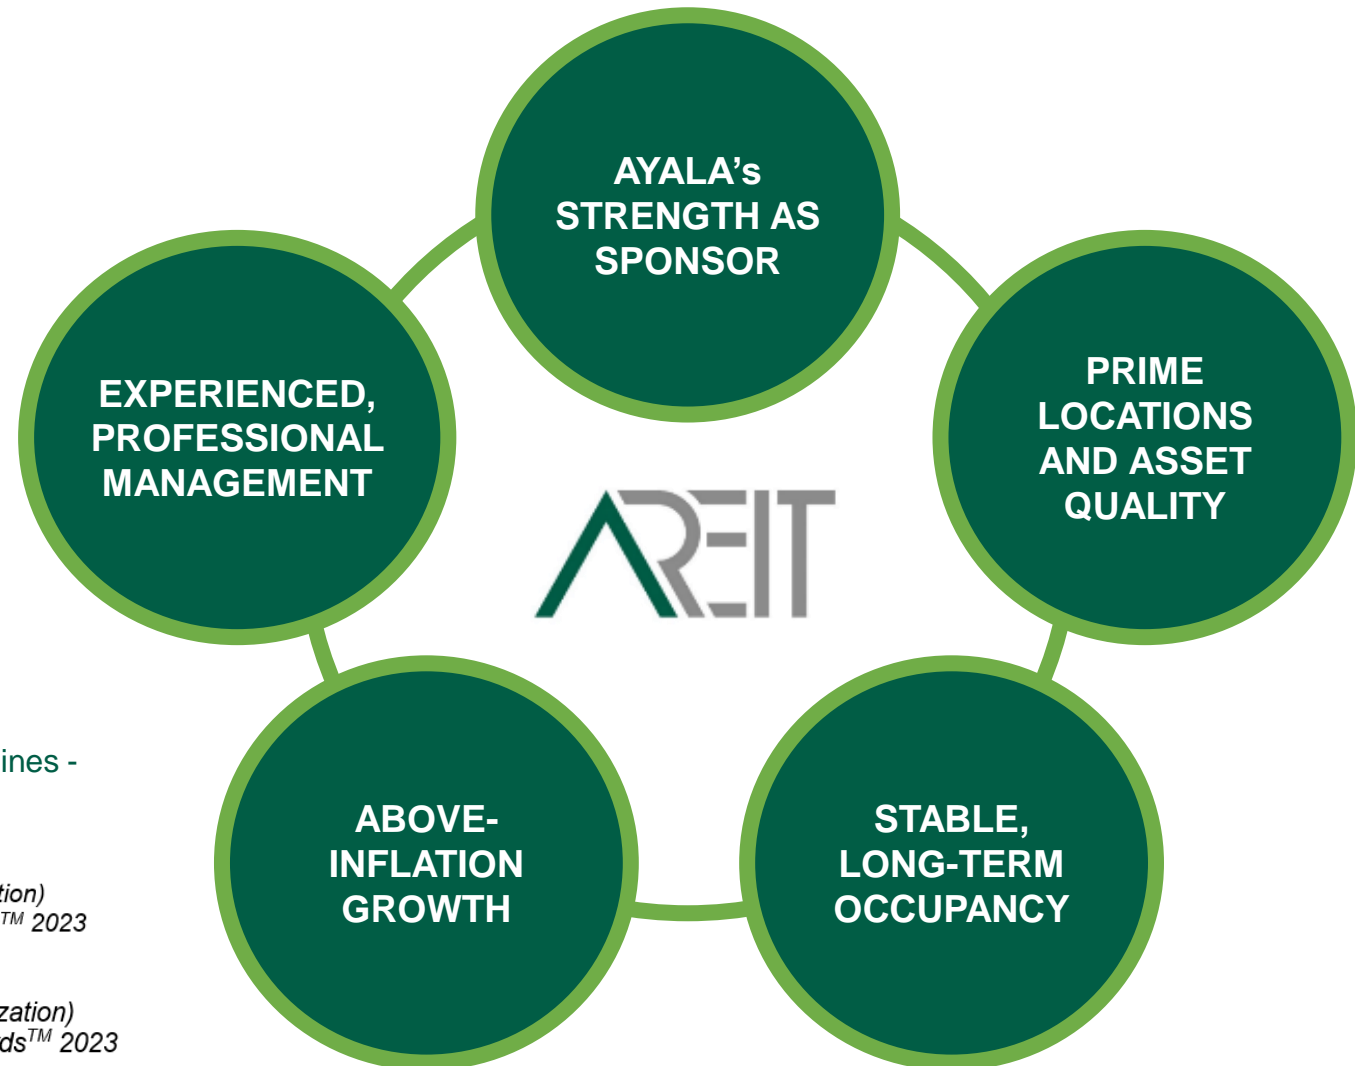 AYALA's
STRENGTH AS
SPONSOR
EXPERIENCED,
PROFESSIONAL
MANAGEMENT
PRIME
LOCATIONS
AND ASSET
QUALITY
AREIT
ABOVE-
INFLATION
GROWTH
STABLE,
LONG-TERM
OCCUPANCY
ines -
tion)
TM 2023
zation)
ds™ 2023